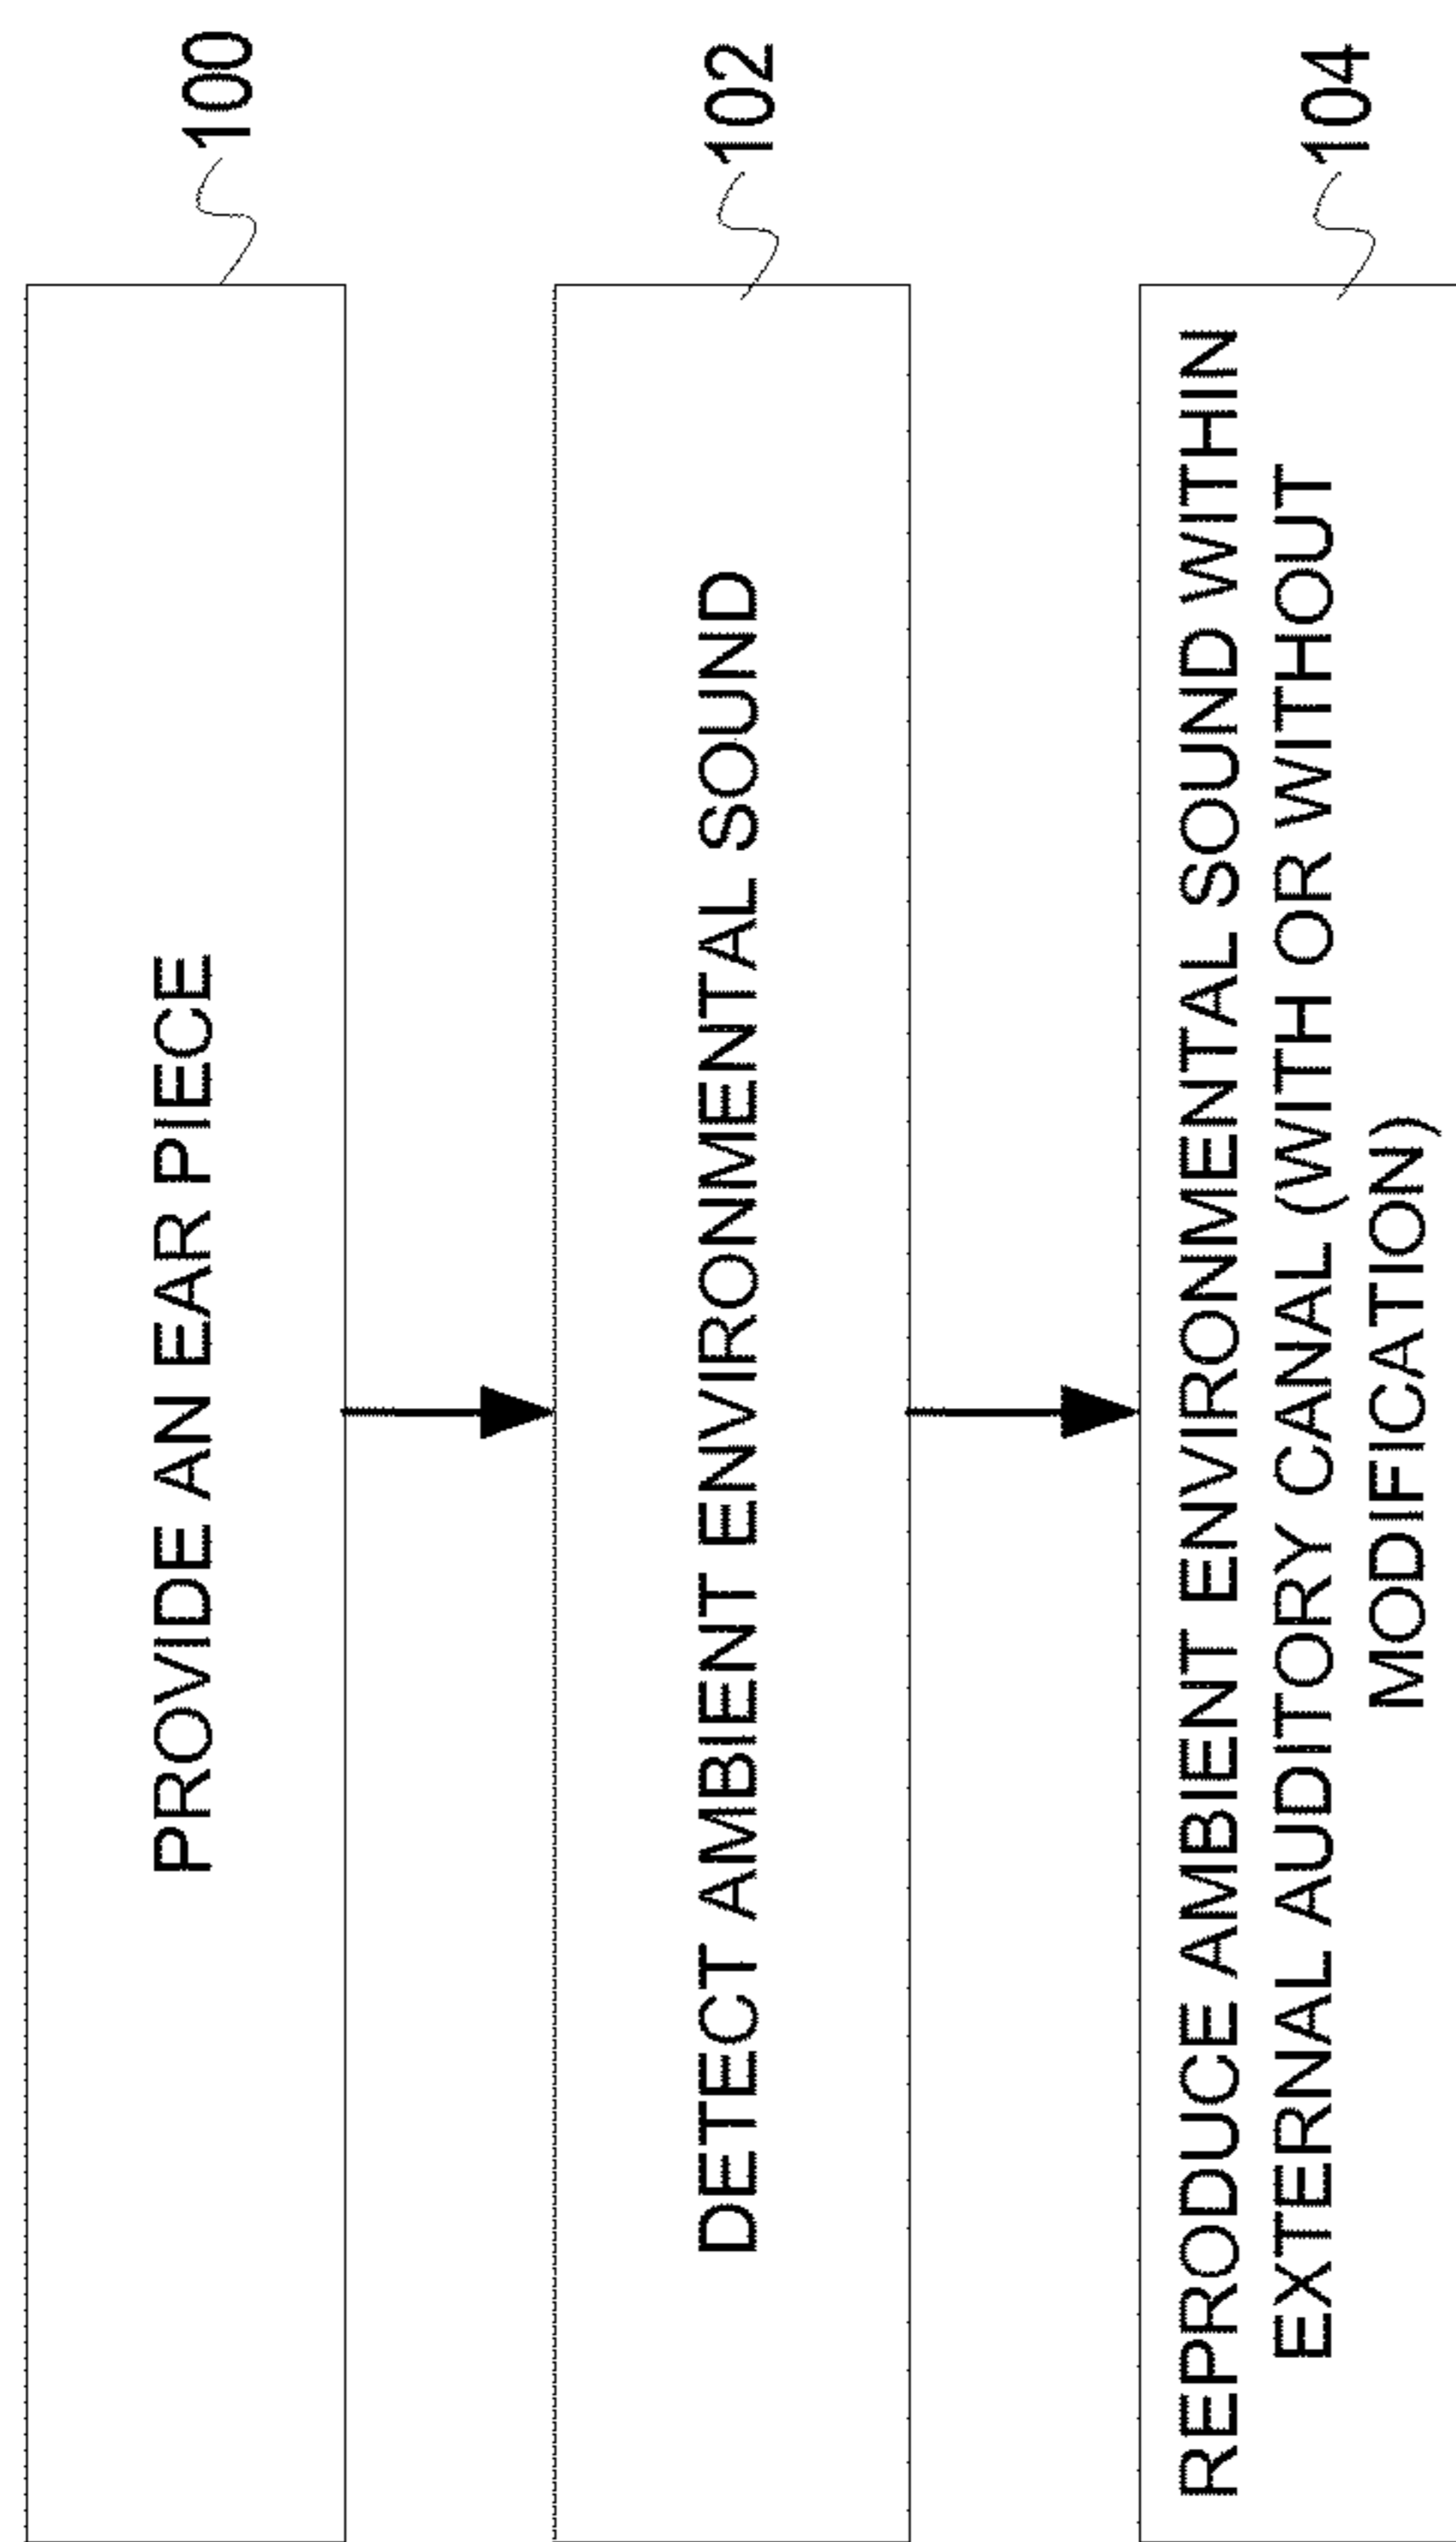 PROVIDE AN EAR PIECE
100
DETECT AMBIENT ENVIRONMENTAL SOUND
102
REPRODUCE AMBIENT ENVIRONMENTAL SOUND WITHIN
EXTERNAL AUDITORY CANAL (WITH OR WITHOUT
MODIFICATION)
104